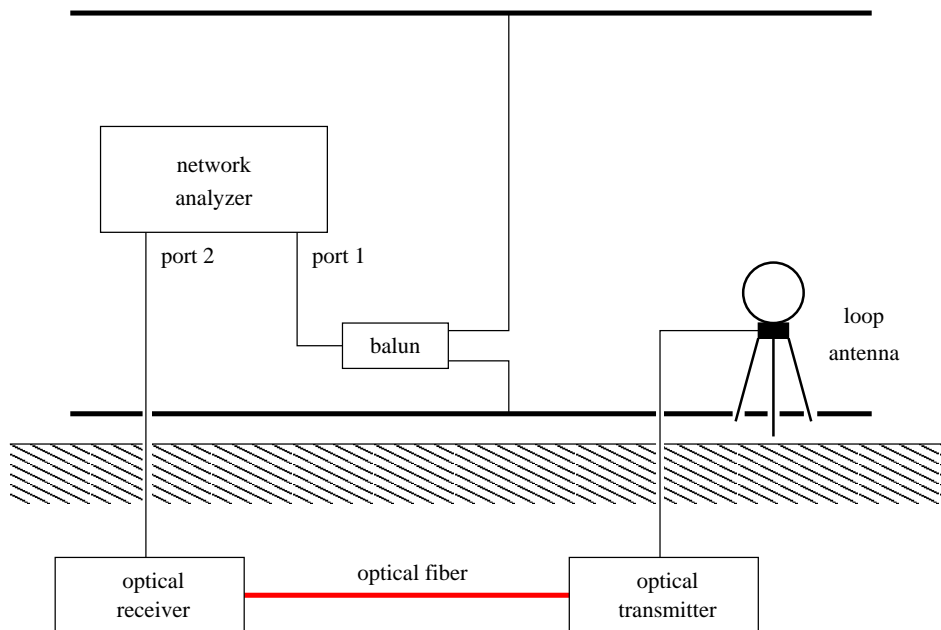 network
analyzer
port 2
port 1
balun
loop
antenna
optical fiber
optical
receiver
optical
transmitter